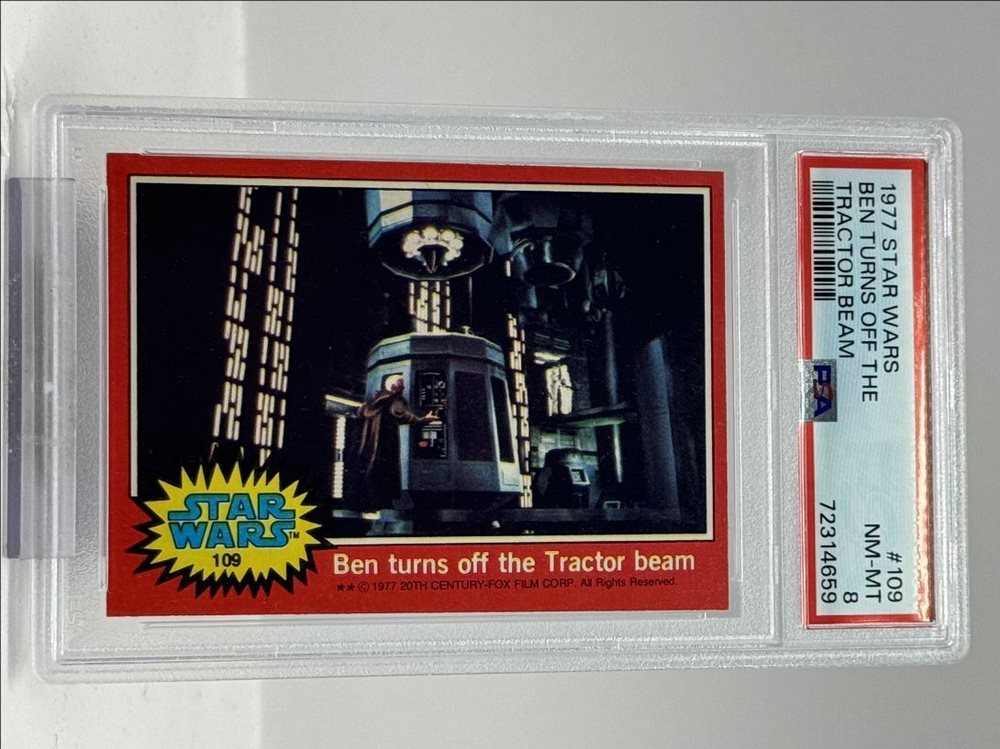 1977 STAR WARS #109
BEN TURNS OFF THE NM-MT
TRACTOR BEAM 8
PSA 72314659
STAR
WARS™
109
Ben turns off the Tractor beam
★★ © 1977 20TH CENTURY-FOX FILM CORP. All Rights Reserved.